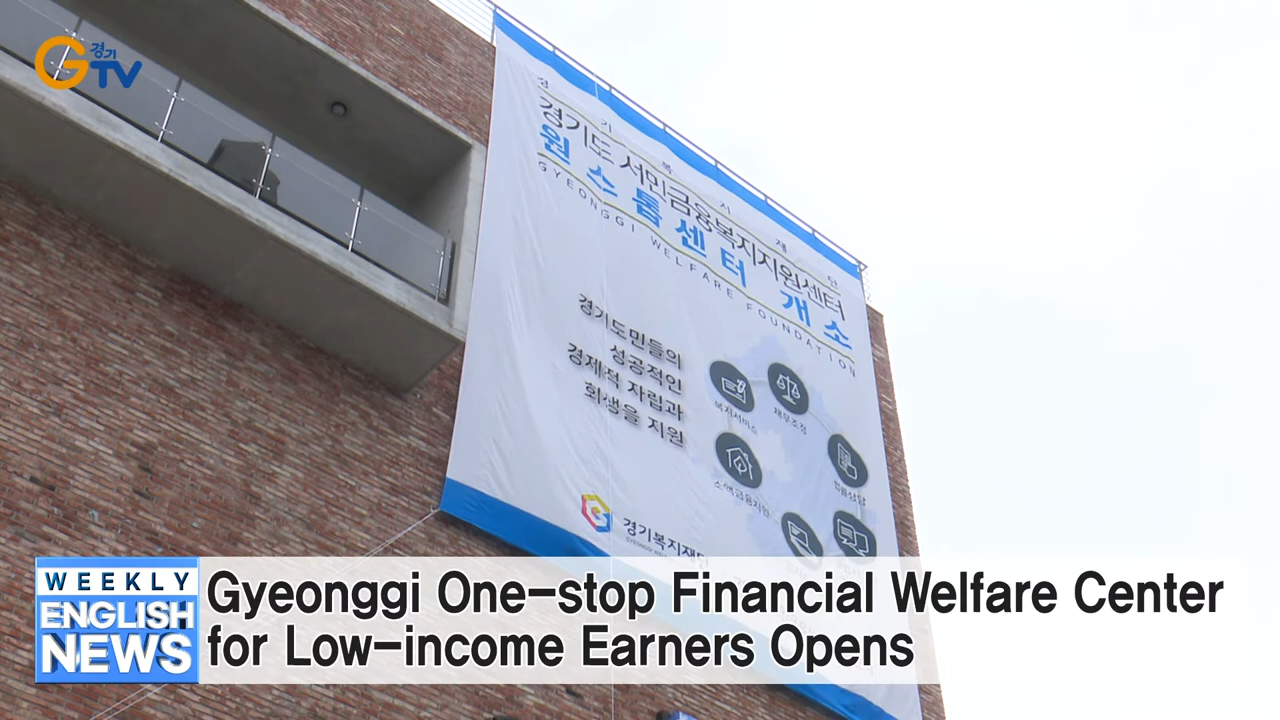 경기
GTV
경기복지재단
경기도 서민금융복지지원센터
원스톱센터 개소
GYEONGGI WELFARE FOUNDATION
경기도민들의
성공적인
경제적 자립과
회생을 지원
복지서비스
채무조정
소액금융지원
법률상담
경기복지재단
WEEKLY
ENGLISH
NEWS
Gyeonggi One-stop Financial Welfare Center
for Low-income Earners Opens